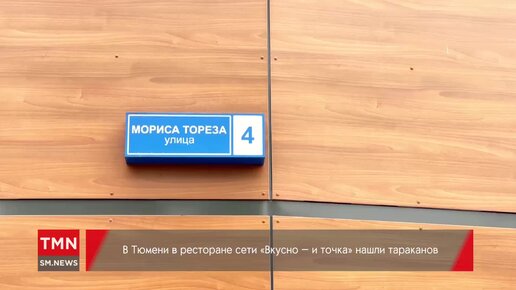 МОРИСА ТОРЕЗА
улица
4
TMN
SM.NEWS
В Тюмени в ресторане сети «Вкусно – и точка» нашли тараканов